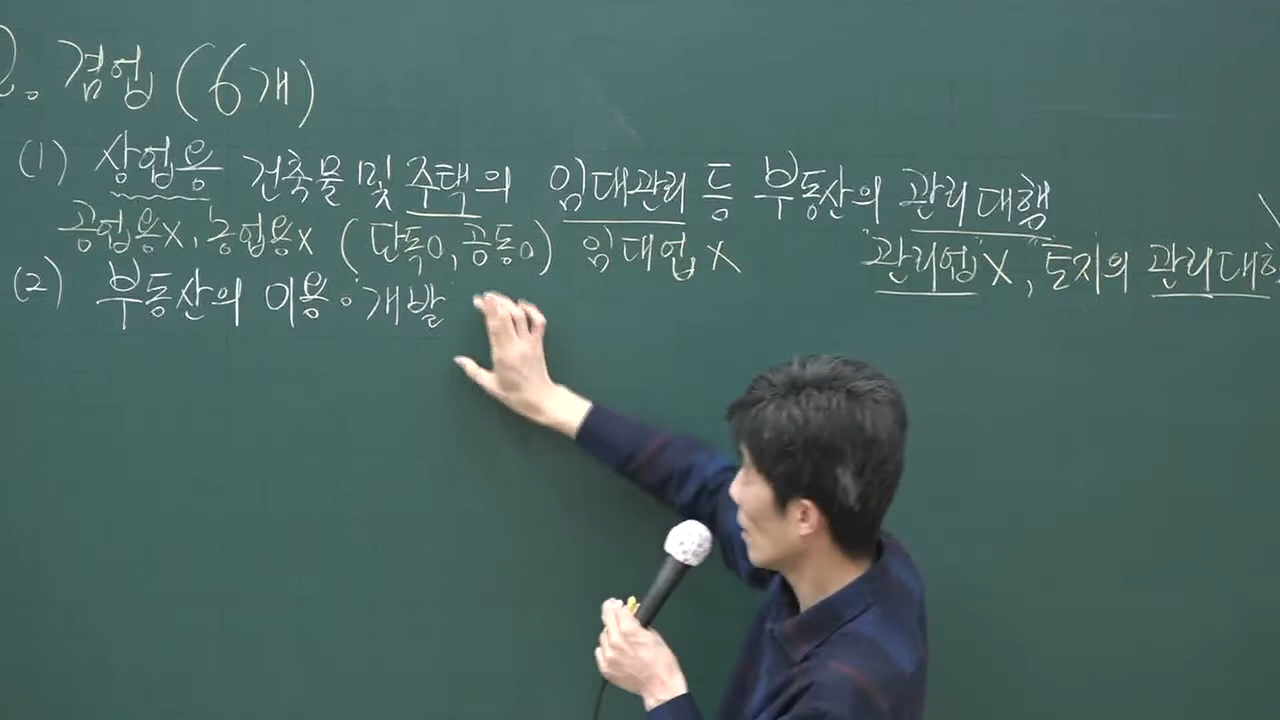 2. 겸업 (6개)
(1) 상업용 건축물 및 주택의 임대관리 등 부동산의 관리대행
공업용X, 농업용X (단독O, 공동O) 임대업X "관리업"X, 토지의 관리대행
(2) 부동산의 이용·개발